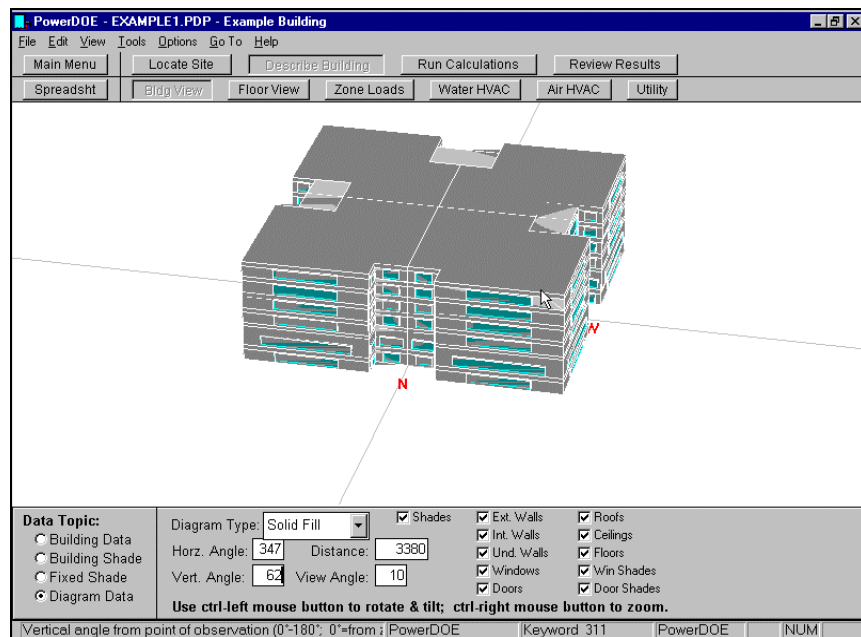 PowerDOE - EXAMPLE1.PDP - Example Building
File Edit View Tools Options Go To Help
Main Menu Locate Site Describe Building Run Calculations Review Results
Spreadsht Bldg View Floor View Zone Loads Water HVAC Air HVAC Utility
W
N
Data Topic:
Building Data
Building Shade
Fixed Shade
Diagram Data
Diagram Type: Solid Fill
Horz. Angle: 347 Distance: 3380
Vert. Angle: 62 View Angle: 10
Shades
Ext. Walls
Int. Walls
Und. Walls
Windows
Doors
Roofs
Ceilings
Floors
Win Shades
Door Shades
Use ctrl-left mouse button to rotate & tilt; ctrl-right mouse button to zoom.
Vertical angle from point of observation (0°-180°; 0°=from PowerDOE Keyword 311 PowerDOE NUM